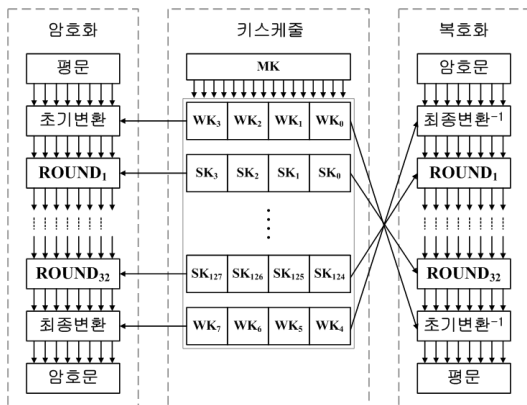 암호화
평문
초기변환
ROUND₁
ROUND₃₂
최종변환
암호문
키스케줄
MK
WK₃ WK₂ WK₁ WK₀
SK₃ SK₂ SK₁ SK₀
SK₁₂₇ SK₁₂₆ SK₁₂₅ SK₁₂₄
WK₇ WK₆ WK₅ WK₄
복호화
암호문
최종변환⁻¹
ROUND₁
ROUND₃₂
초기변환⁻¹
평문